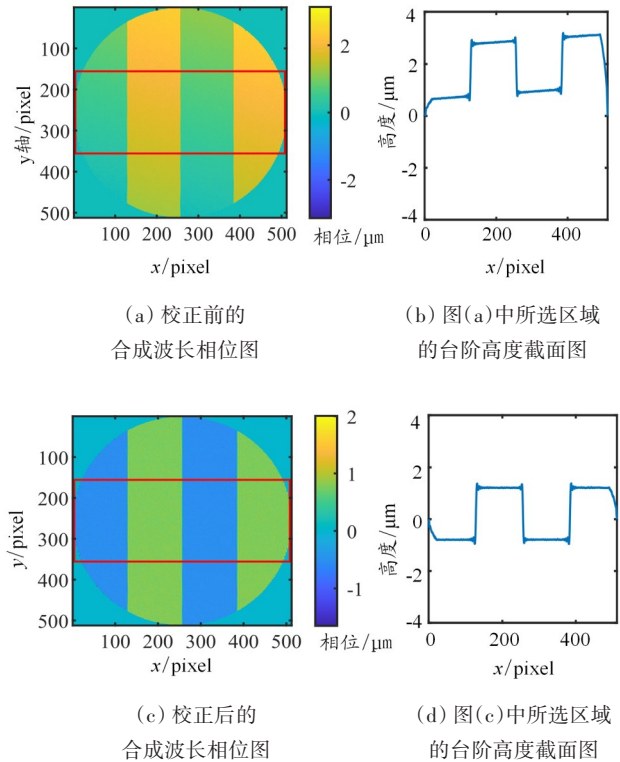 100
200
300
400
500
y轴/pixel
100 200 300 400 500
x/pixel
2
0
-2
相位/μm
4
2
0
-2
-4
高度/μm
0 200 400
x/pixel
(a) 校正前的
合成波长相位图
(b) 图(a)中所选区域
的台阶高度截面图
100
200
300
400
500
y/pixel
100 200 300 400 500
x/pixel
2
1
0
-1
相位/μm
4
2
0
-2
-4
高度/μm
0 200 400
x/pixel
(c) 校正后的
合成波长相位图
(d) 图(c)中所选区域
的台阶高度截面图